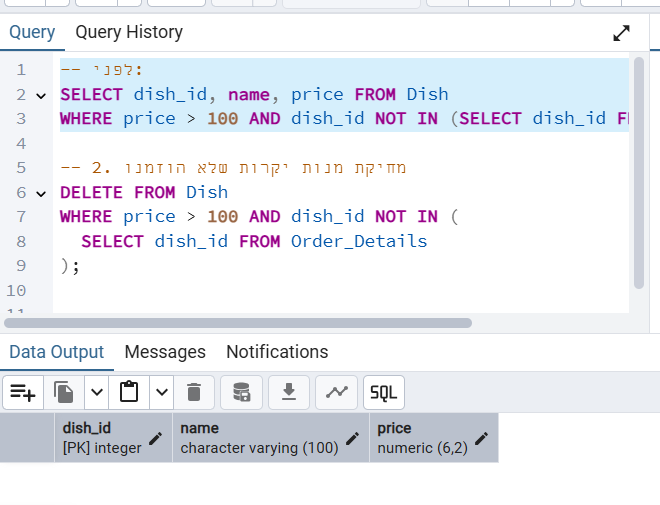 Query Query History
1 -- לפני:
2 SELECT dish_id, name, price FROM Dish
3 WHERE price > 100 AND dish_id NOT IN (SELECT dish_id
4
5 -- 2. מחיקת מנות יקרות שלא הוזמנו
6 DELETE FROM Dish
7 WHERE price > 100 AND dish_id NOT IN (
8 SELECT dish_id FROM Order_Details
9 );
10
Data Output Messages Notifications
SQL
dish_id name price
[PK] integer character varying (100) numeric (6,2)